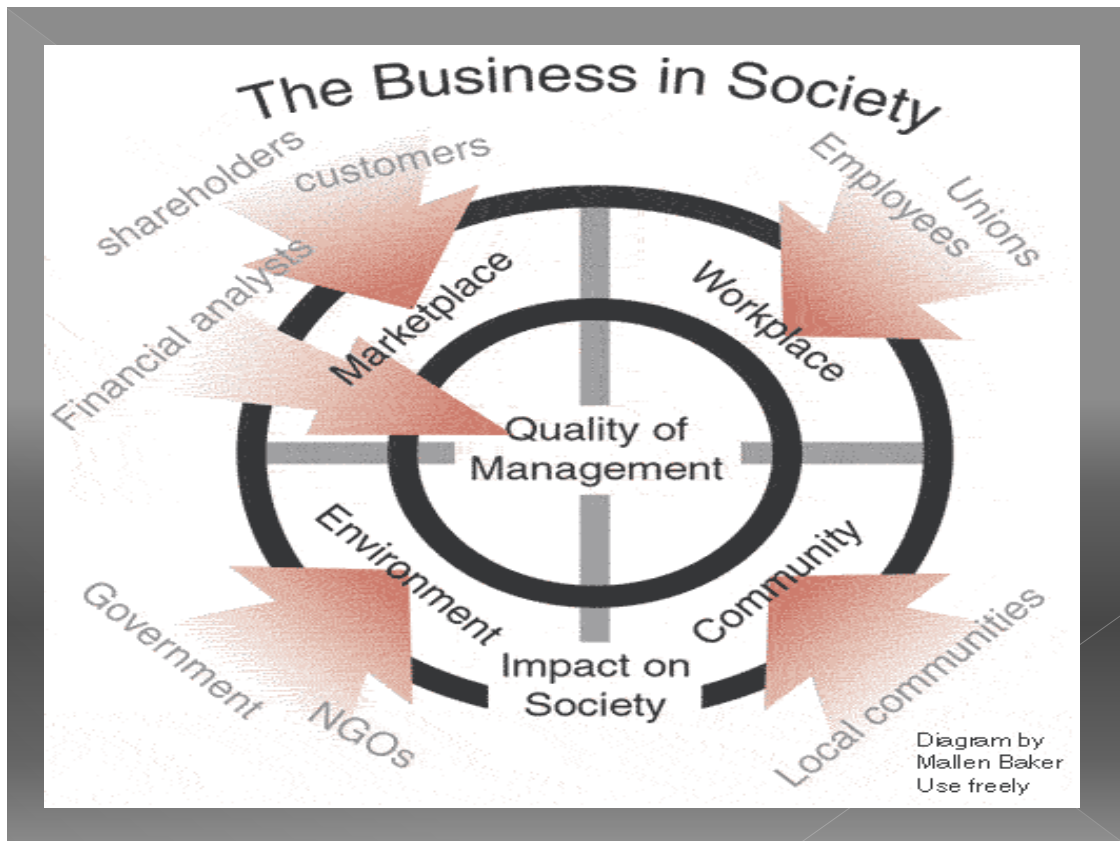 The Business in Society
shareholders
customers
Employees
Unions
Financial analysts
Marketplace
Workplace
Quality of
Management
Environment
Community
Government
NGOs
Impact on
Society
Local communities
Diagram by
Mallen Baker
Use freely